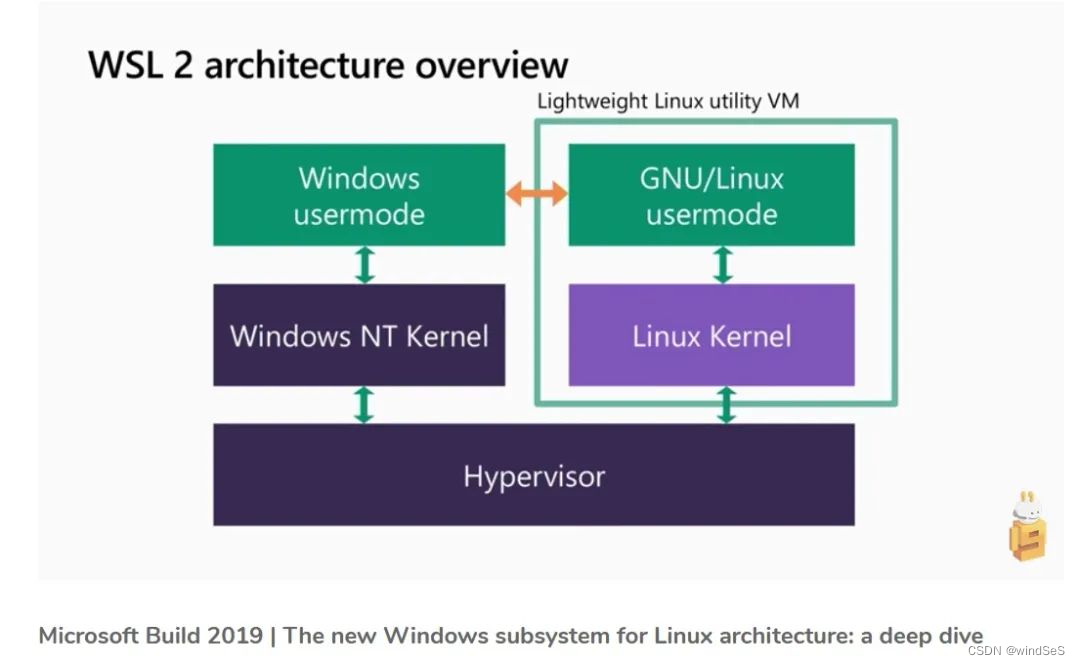 WSL 2 architecture overview
Lightweight Linux utility VM
Windows
usermode
GNU/Linux
usermode
Windows NT Kernel
Linux Kernel
Hypervisor
Microsoft Build 2019 | The new Windows subsystem for Linux architecture: a deep dive
CSDN @windSeS